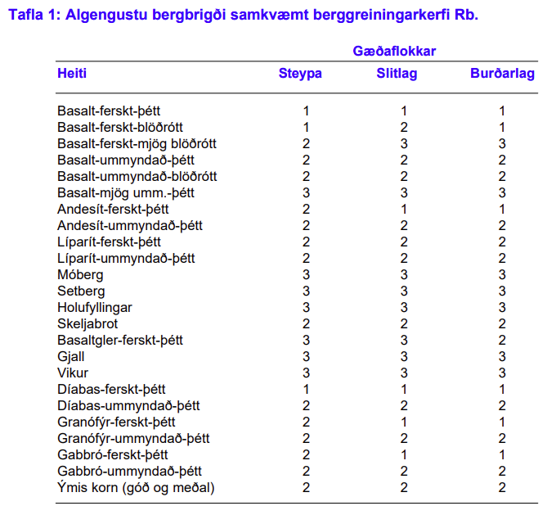 Tafla 1: Algengustu bergbrigði samkvæmt berggreiningarkerfi Rb.
Gæðaflokkar
Heiti Steypa Slitlag Burðarlag
Basalt-ferskt-þétt 1 1 1
Basalt-ferskt-blöðrótt 1 2 1
Basalt-ferskt-mjög blöðrótt 2 3 3
Basalt-ummyndað-þétt 2 2 2
Basalt-ummyndað-blöðrótt 2 2 2
Basalt-mjög umm.-þétt 3 3 3
Andesít-ferskt-þétt 2 1 1
Andesít-ummyndað-þétt 2 2 2
Líparít-ferskt-þétt 2 2 2
Líparít-ummyndað-þétt 2 2 2
Móberg 3 3 3
Setberg 3 3 3
Holufyllingar 3 3 3
Skeljabrot 2 2 2
Basaltgler-ferskt-þétt 3 3 2
Gjall 3 3 3
Vikur 3 3 3
Díabas-ferskt-þétt 1 1 1
Díabas-ummyndað-þétt 2 2 2
Granófýr-ferskt-þétt 2 1 1
Granófýr-ummyndað-þétt 2 2 2
Gabbró-ferskt-þétt 2 1 1
Gabbró-ummyndað-þétt 2 2 2
Ýmis korn (góð og meðal) 2 2 2